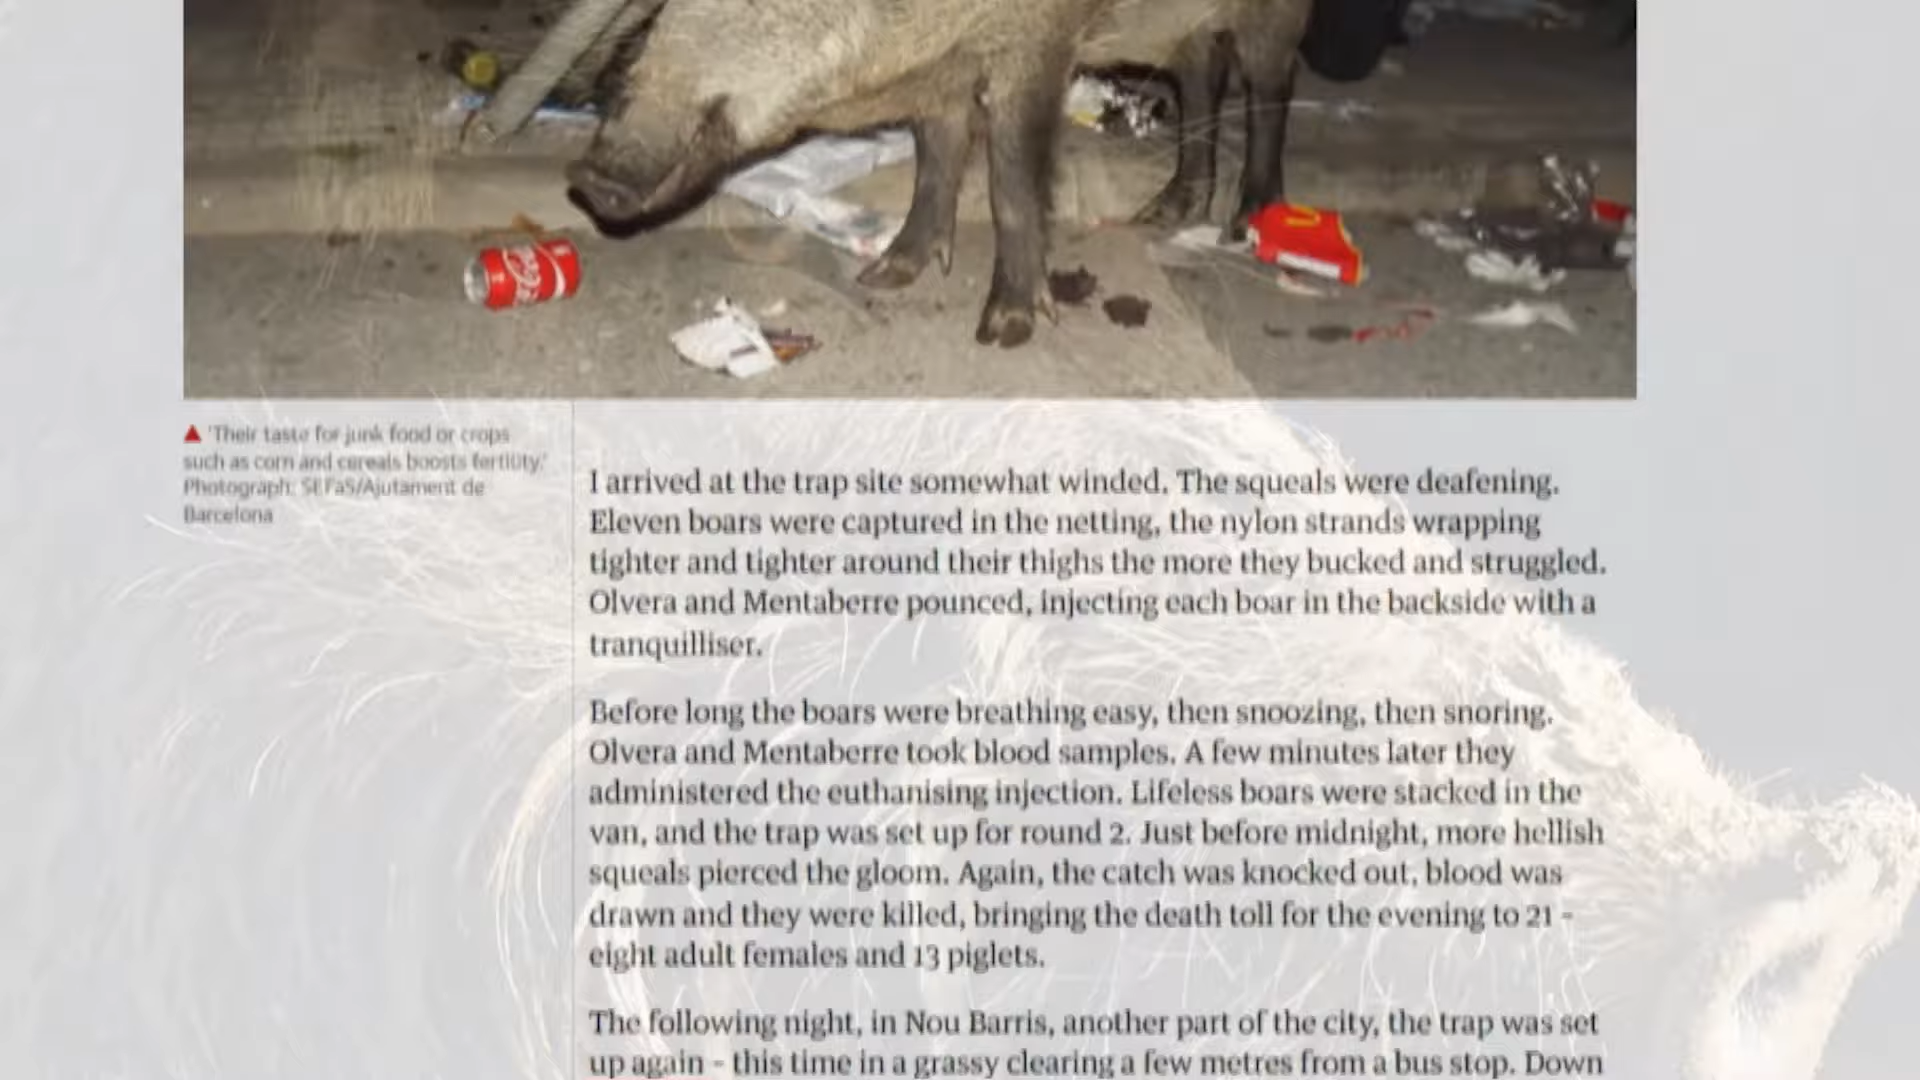 ▲ 'Their taste for junk food or crops
such as corn and cereals boosts fertility.'
Photograph: SEFaS/Ajutament de
Barcelona
I arrived at the trap site somewhat winded. The squeals were deafening.
Eleven boars were captured in the netting, the nylon strands wrapping
tighter and tighter around their thighs the more they bucked and struggled.
Olvera and Mentaberre pounced, injecting each boar in the backside with a
tranquilliser.
Before long the boars were breathing easy, then snoozing, then snoring.
Olvera and Mentaberre took blood samples. A few minutes later they
administered the euthanising injection. Lifeless boars were stacked in the
van, and the trap was set up for round 2. Just before midnight, more hellish
squeals pierced the gloom. Again, the catch was knocked out, blood was
drawn and they were killed, bringing the death toll for the evening to 21 –
eight adult females and 13 piglets.
The following night, in Nou Barris, another part of the city, the trap was set
up again – this time in a grassy clearing a few metres from a bus stop. Down